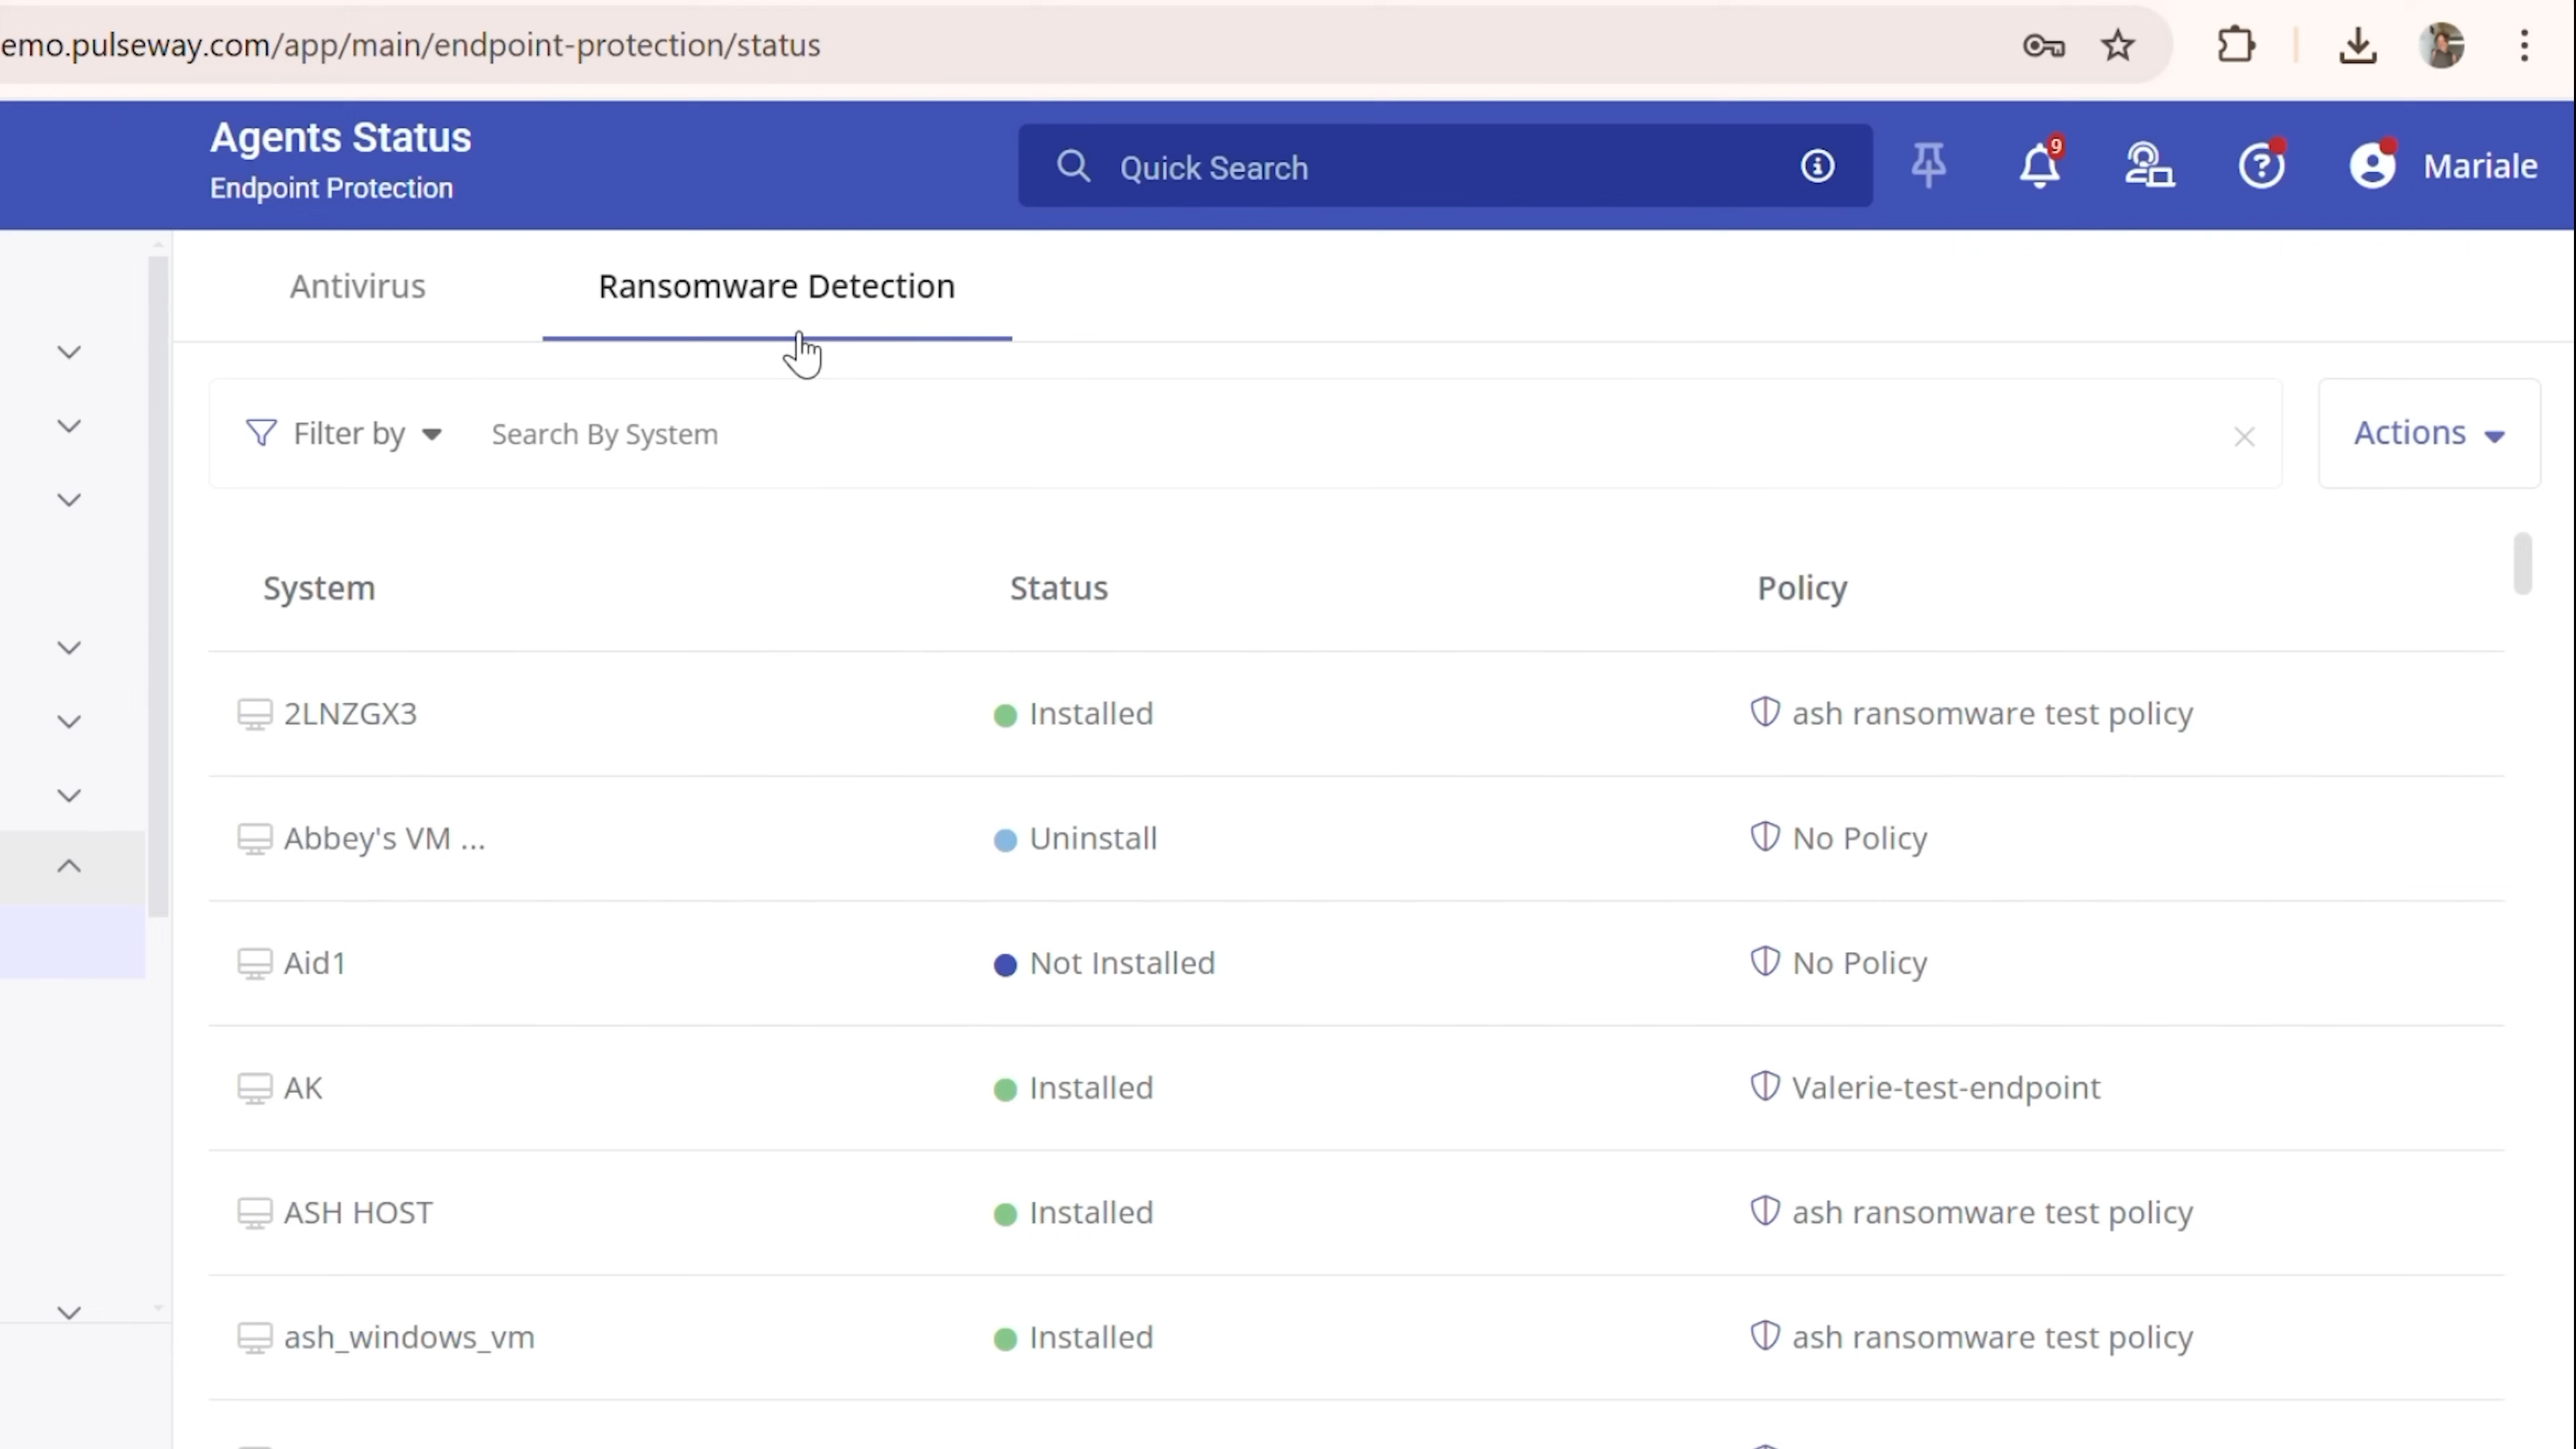 emo.pulseway.com/app/main/endpoint-protection/status
Agents Status
Endpoint Protection
Quick Search
9
Mariale
Antivirus
Ransomware Detection
Filter by
Search By System
Actions
System Status Policy
2LNZGX3 Installed ash ransomware test policy
Abbey's VM ... Uninstall No Policy
Aid1 Not Installed No Policy
AK Installed Valerie-test-endpoint
ASH HOST Installed ash ransomware test policy
ash_windows_vm Installed ash ransomware test policy